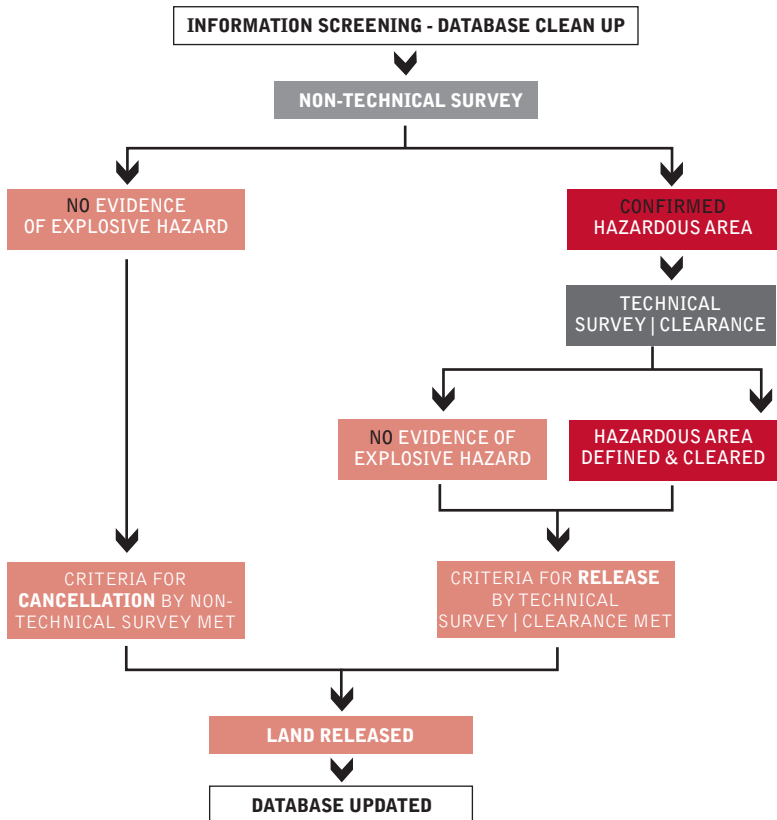 INFORMATION SCREENING - DATABASE CLEAN UP
NON-TECHNICAL SURVEY
NO EVIDENCE
OF EXPLOSIVE HAZARD
CONFIRMED
HAZARDOUS AREA
TECHNICAL
SURVEY | CLEARANCE
NO EVIDENCE OF
EXPLOSIVE HAZARD
HAZARDOUS AREA
DEFINED & CLEARED
CRITERIA FOR
CANCELLATION BY NON-
TECHNICAL SURVEY MET
CRITERIA FOR RELEASE
BY TECHNICAL
SURVEY | CLEARANCE MET
LAND RELEASED
DATABASE UPDATED